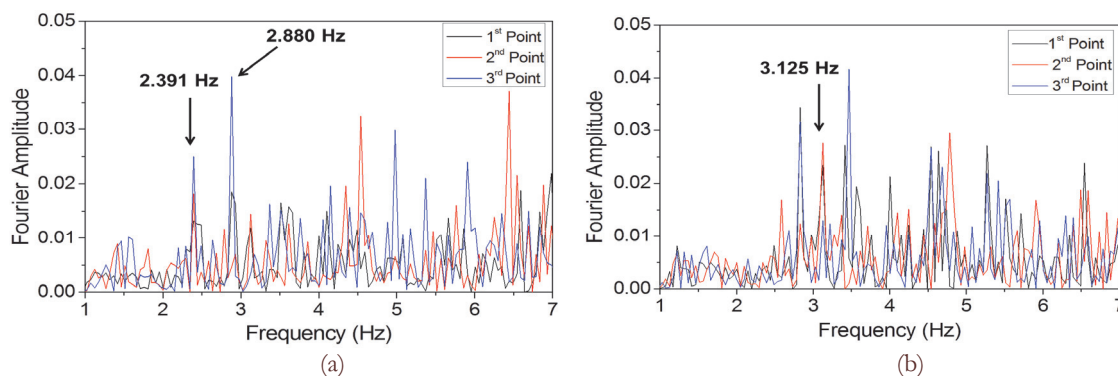 0.05
0.04
0.03
0.02
0.01
0.00
Fourier Amplitude
2.880 Hz
2.391 Hz
1st Point
2nd Point
3rd Point
1 2 3 4 5 6 7
Frequency (Hz)
(a)
0.05
0.04
0.03
0.02
0.01
0.00
Fourier Amplitude
3.125 Hz
1st Point
2nd Point
3rd Point
1 2 3 4 5 6 7
Frequency (Hz)
(b)